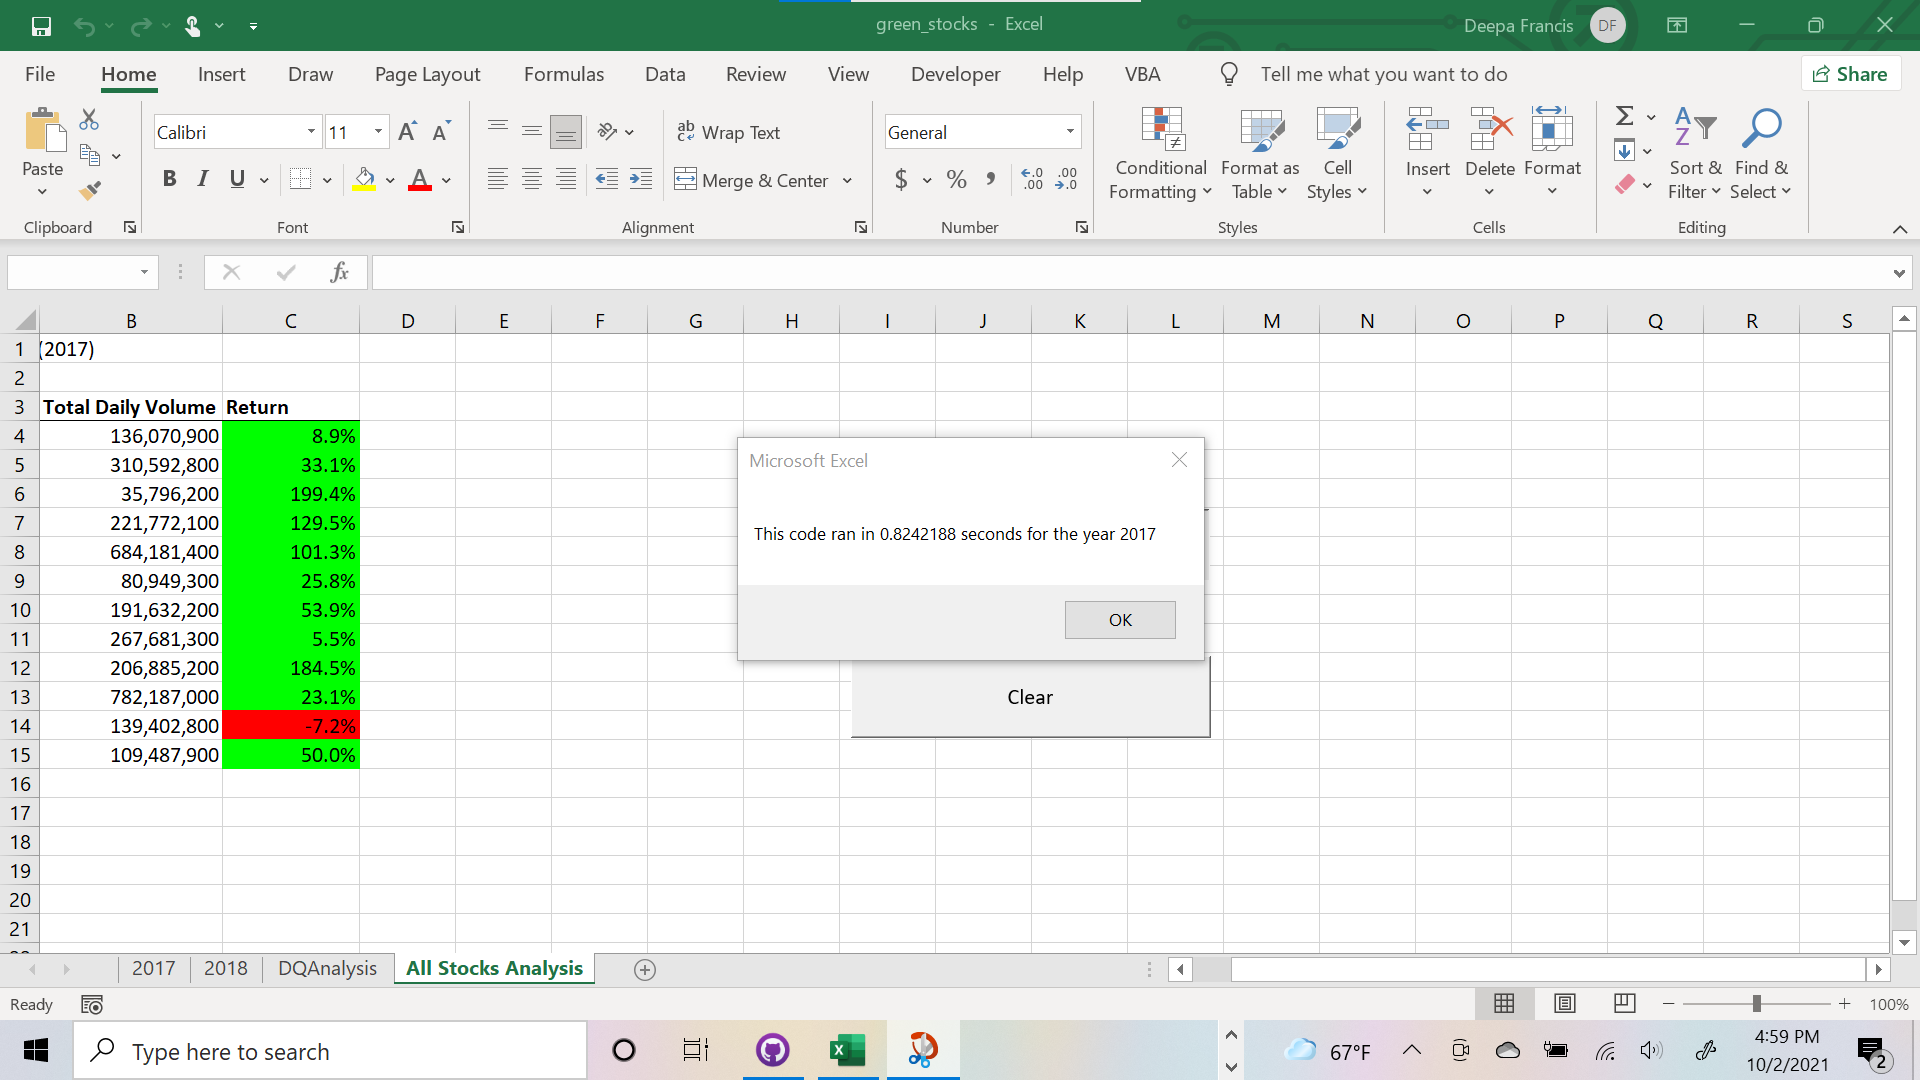 green_stocks - Excel
Deepa Francis DF
File Home Insert Draw Page Layout Formulas Data Review View Developer Help VBA Tell me what you want to do Share
Paste
Clipboard
Calibri 11 A A
B I U A
Font
ab c Wrap Text
Merge & Center
Alignment
General
$ % 9 .0 .00 .00 .0
Number
Conditional Formatting
Format as Table
Cell Styles
Styles
Insert Delete Format
Cells
Sort & Filter
Find & Select
Editing
fx
B C D E F G H I J K L M N O P Q R S
1 (2017)
2
3 Total Daily Volume Return
4 136,070,900 8.9%
5 310,592,800 33.1%
6 35,796,200 199.4%
7 221,772,100 129.5%
8 684,181,400 101.3%
9 80,949,300 25.8%
10 191,632,200 53.9%
11 267,681,300 5.5%
12 206,885,200 184.5%
13 782,187,000 23.1%
14 139,402,800 -7.2%
15 109,487,900 50.0%
16
17
18
19
20
21
Microsoft Excel
This code ran in 0.8242188 seconds for the year 2017
OK
Clear
2017 2018 DQAnalysis All Stocks Analysis
Ready
100%
Type here to search
67°F
4:59 PM
10/2/2021
2